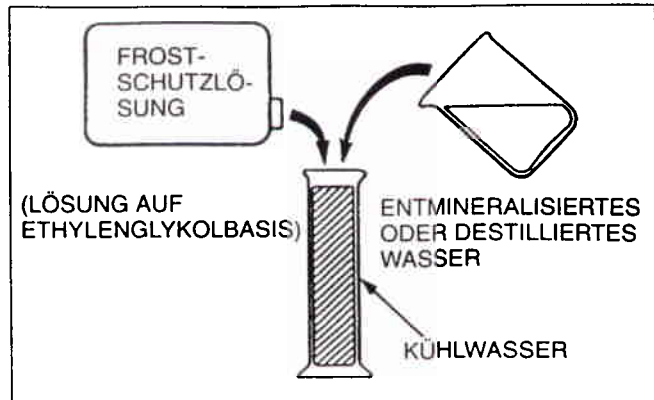 FROST-
SCHUTZLÖ-
SUNG
(LÖSUNG AUF
ETHYLENGLYKOLBASIS)
ENTMINERALISIERTES
ODER DESTILLIERTES
WASSER
KÜHLWASSER